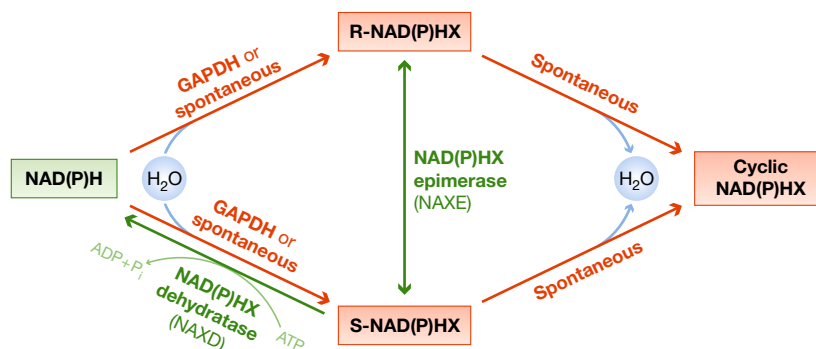 R-NAD(P)HX
GAPDH or
spontaneous
Spontaneous
NAD(P)H
H₂O
NAD(P)HX
epimerase
(NAXE)
H₂O
Cyclic
NAD(P)HX
GAPDH or
spontaneous
ADP+Pᵢ
NAD(P)HX
dehydratase
(NAXD)
ATP
S-NAD(P)HX
Spontaneous